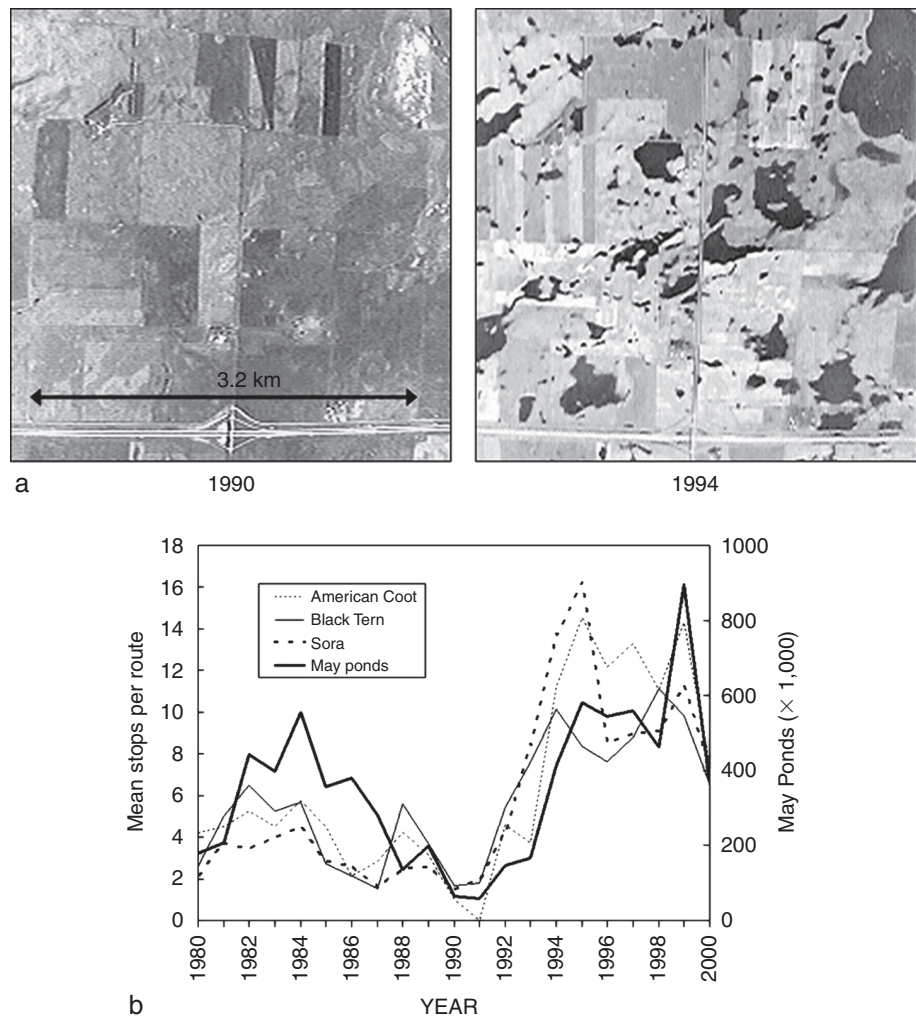 3.2 km
a
1990
1994
18
16
14
12
10
8
6
4
2
0
Mean stops per route
American Coot
Black Tern
Sora
May ponds
1000
800
600
400
200
0
May Ponds (× 1,000)
1980
1982
1984
1986
1988
1990
1992
1994
1996
1998
2000
b
YEAR